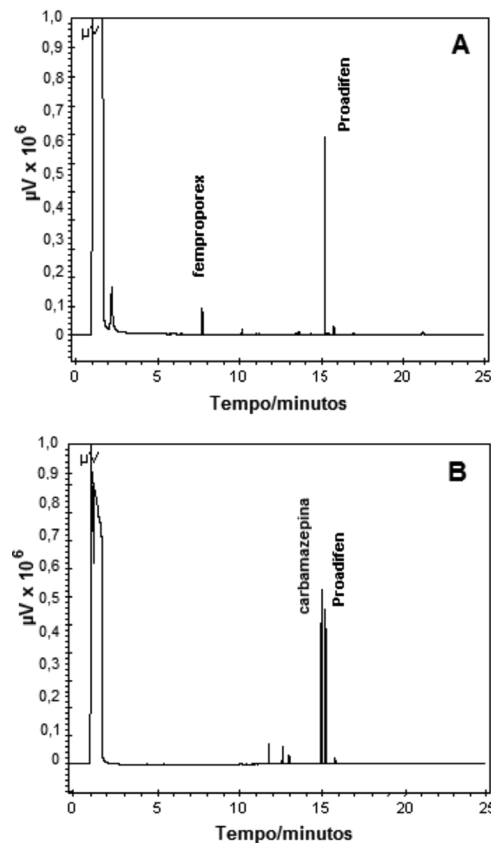 1,0
0,9
0,8
0,7
0,6
0,5
0,4
0,3
0,2
0,1
0
µV x 10⁶
µV
A
femproporex
Proadifen
0 5 10 15 20 25
Tempo/minutos
1,0
0,9
0,8
0,7
0,6
0,5
0,4
0,3
0,2
0,1
0
µV x 10⁶
µV
B
carbamazepina
Proadifen
0 5 10 15 20 25
Tempo/minutos